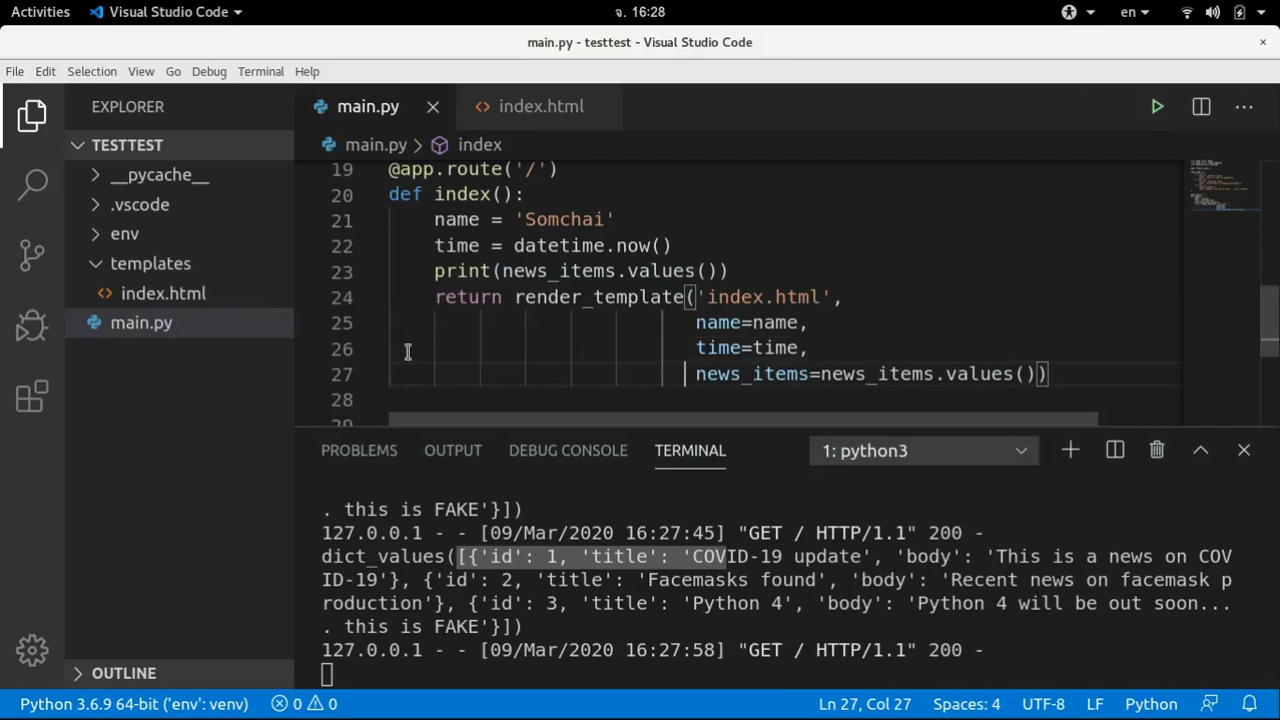 Activities Visual Studio Code จ. 16:28 en
main.py - testtest - Visual Studio Code ×
File Edit Selection View Go Debug Terminal Help
EXPLORER
TESTTEST
__pycache__
.vscode
env
templates
index.html
main.py
OUTLINE
main.py index.html
main.py > index
19 @app.route('/')
20 def index():
21 name = 'Somchai'
22 time = datetime.now()
23 print(news_items.values())
24 return render_template('index.html',
25 name=name,
26 time=time,
27 news_items=news_items.values())
28
29
PROBLEMS OUTPUT DEBUG CONSOLE TERMINAL 1: python3
. this is FAKE'}])
127.0.0.1 - - [09/Mar/2020 16:27:45] "GET / HTTP/1.1" 200 -
dict_values([{'id': 1, 'title': 'COVID-19 update', 'body': 'This is a news on COV
ID-19'}, {'id': 2, 'title': 'Facemasks found', 'body': 'Recent news on facemask p
roduction'}, {'id': 3, 'title': 'Python 4', 'body': 'Python 4 will be out soon...
. this is FAKE'}])
127.0.0.1 - - [09/Mar/2020 16:27:58] "GET / HTTP/1.1" 200 -
Python 3.6.9 64-bit ('env': venv) 0 0 Ln 27, Col 27 Spaces: 4 UTF-8 LF Python